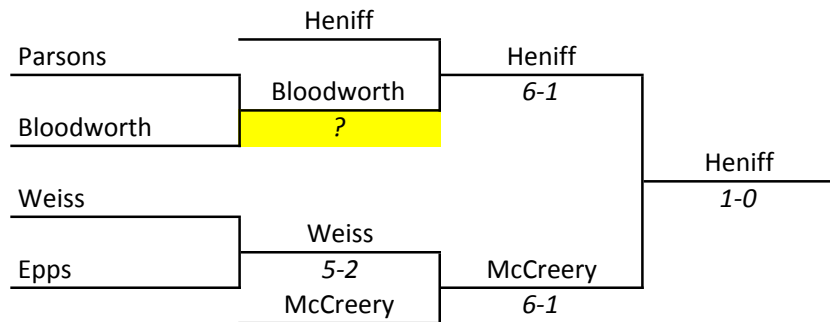 Heniff
Parsons
Heniff
Bloodworth
6-1
Bloodworth
?
Heniff
Weiss
1-0
Weiss
Epps
5-2
McCreery
McCreery
6-1